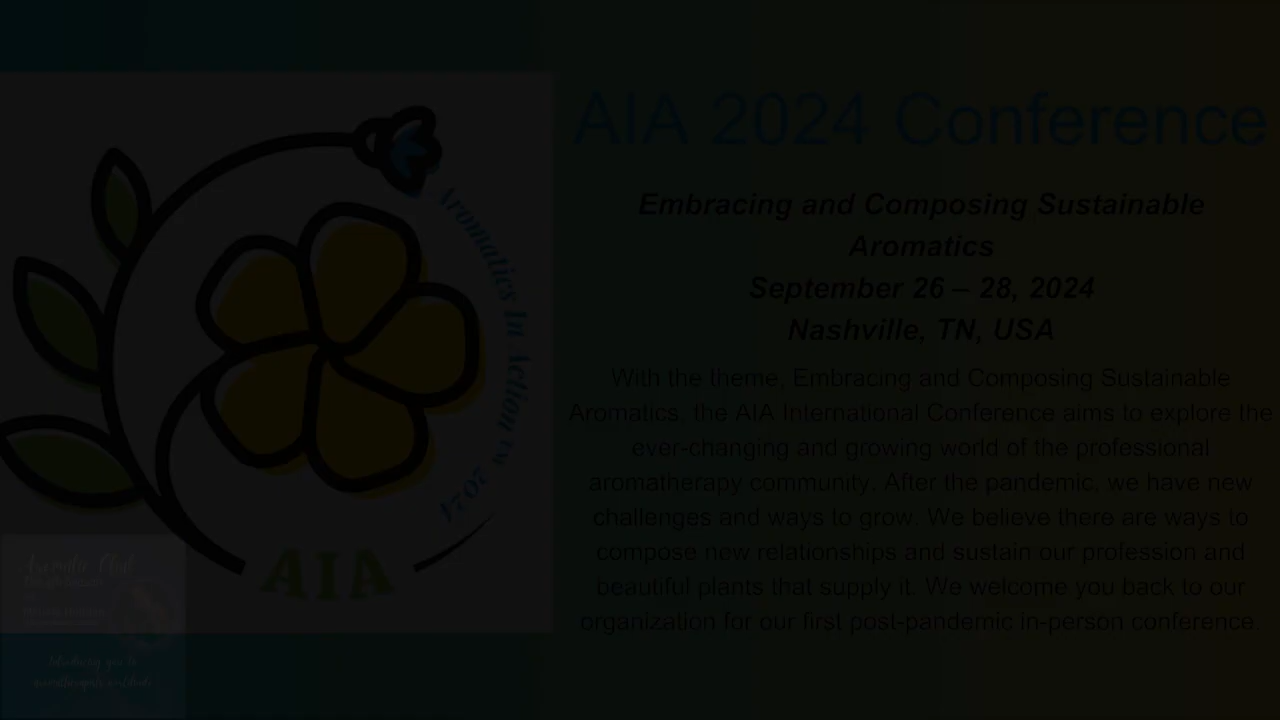 AIA 2024 Conference
Embracing and Composing Sustainable
Aromatics
September 26 – 28, 2024
Nashville, TN, USA
With the theme, Embracing and Composing Sustainable
Aromatics, the AIA International Conference aims to explore the
ever-changing and growing world of the professional
aromatherapy community. After the pandemic, we have new
challenges and ways to grow. We believe there are ways to
compose new relationships and sustain our profession and
beautiful plants that supply it. We welcome you back to our
organization for our first post-pandemic in-person conference.
Aromatics In Action
2024
AIA
Introducing you to